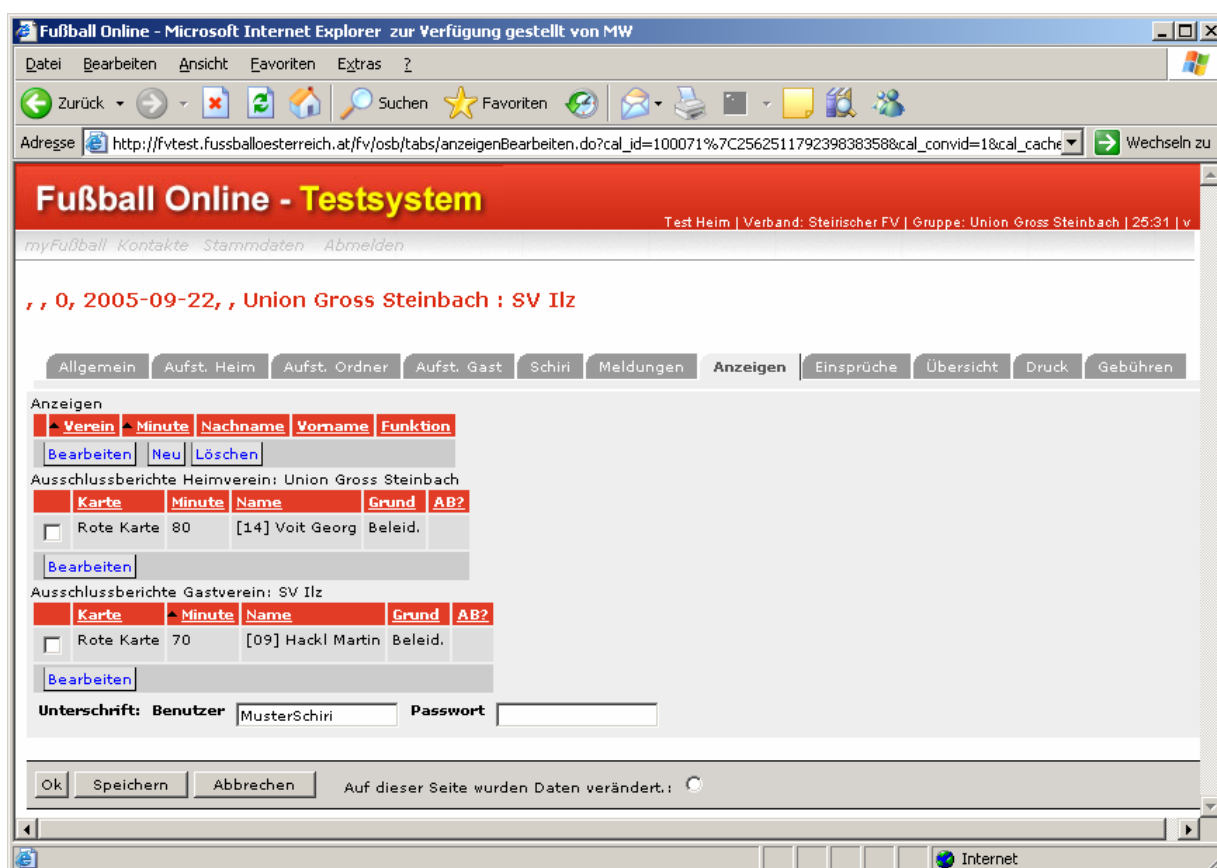 Fußball Online - Microsoft Internet Explorer zur Verfügung gestellt von MW
Datei Bearbeiten Ansicht Favoriten Extras ?
Zurück Suchen Favoriten
Adresse http://fvtest.fussballoesterreich.at/fv/osb/tabs/anzeigenBearbeiten.do?cal_id=100071%7C2562511792398383588&cal_convid=1&cal_cache Wechseln zu
Fußball Online - Testsystem
Test Heim | Verband: Steirischer FV | Gruppe: Union Gross Steinbach | 25:31 | v
myFußball Kontakte Stammdaten Abmelden
, , 0, 2005-09-22, , Union Gross Steinbach : SV Ilz
Allgemein Aufst. Heim Aufst. Ordner Aufst. Gast Schiri Meldungen Anzeigen Einsprüche Übersicht Druck Gebühren
Anzeigen
Verein Minute Nachname Vorname Funktion
Bearbeiten Neu Löschen
Ausschlussberichte Heimverein: Union Gross Steinbach
Karte Minute Name Grund AB?
Rote Karte 80 [14] Voit Georg Beleid.
Bearbeiten
Ausschlussberichte Gastverein: SV Ilz
Karte Minute Name Grund AB?
Rote Karte 70 [09] Hackl Martin Beleid.
Bearbeiten
Unterschrift: Benutzer MusterSchiri Passwort
Ok Speichern Abbrechen Auf dieser Seite wurden Daten verändert.:
Internet